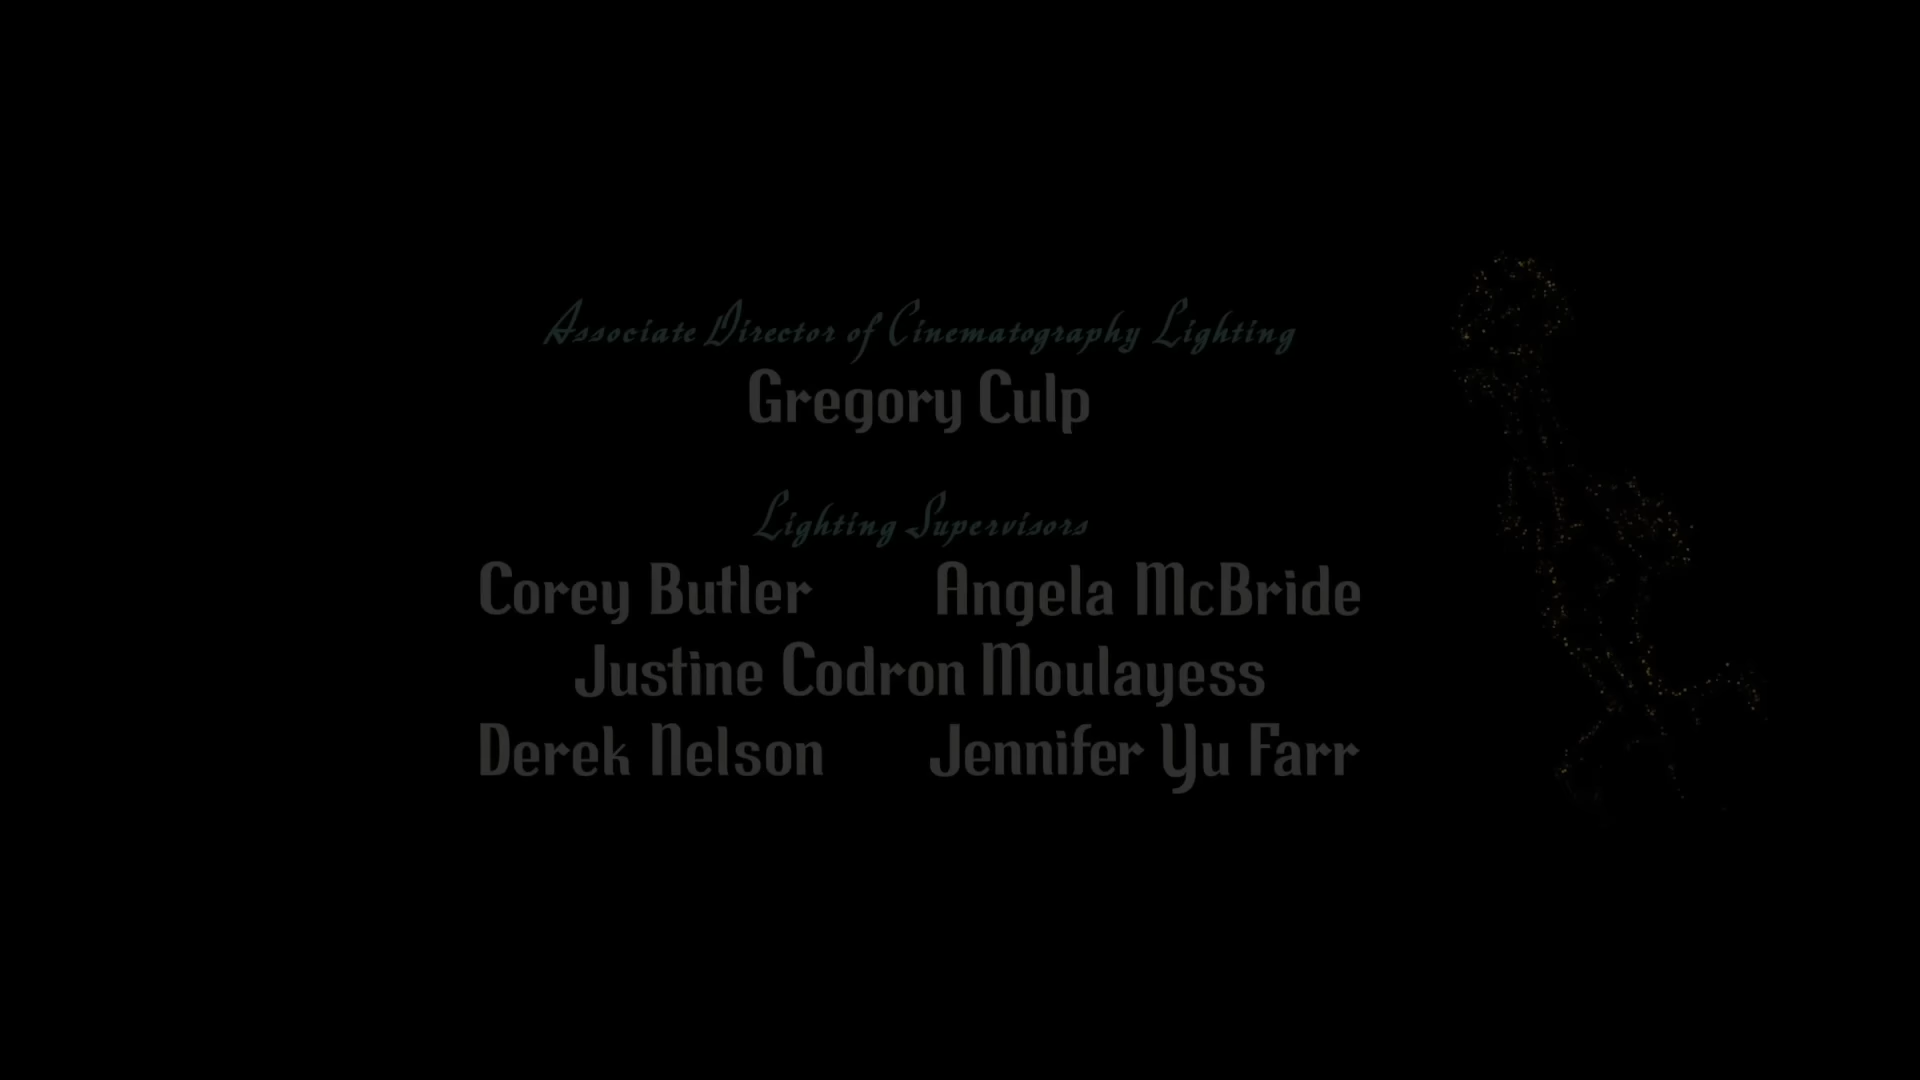 Associate Director of Cinematography Lighting
Gregory Culp
Lighting Supervisors
Corey Butler Angela McBride
Justine Codron Moulayess
Derek Nelson Jennifer Yu Farr